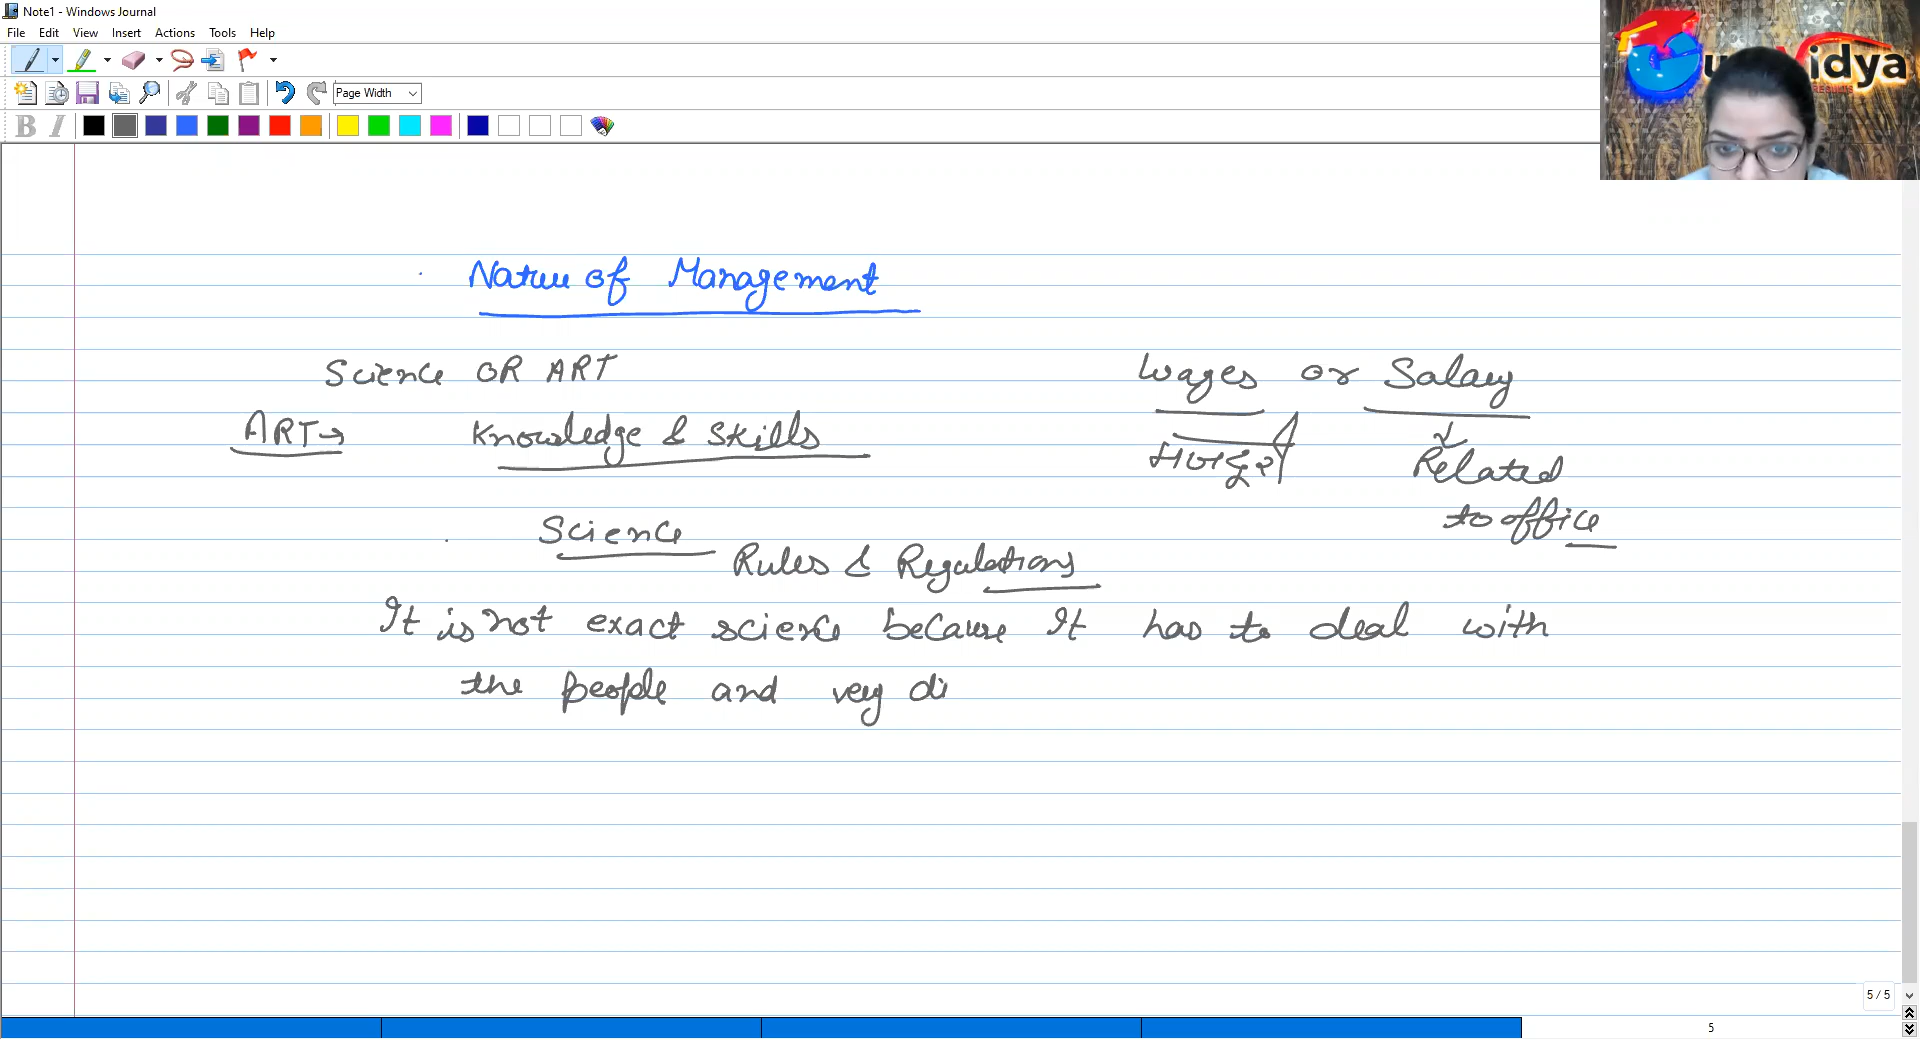 Note1 - Windows Journal
File Edit View Insert Actions Tools Help
Page Width
B I
Nature of Management
Science OR ART
Wages or Salary
ART→ Knowledge & Skills
मजदूरी
Related
to office
Science
Rules & Regulations
It is not exact science because It has to deal with
the people and very di
5 / 5
5